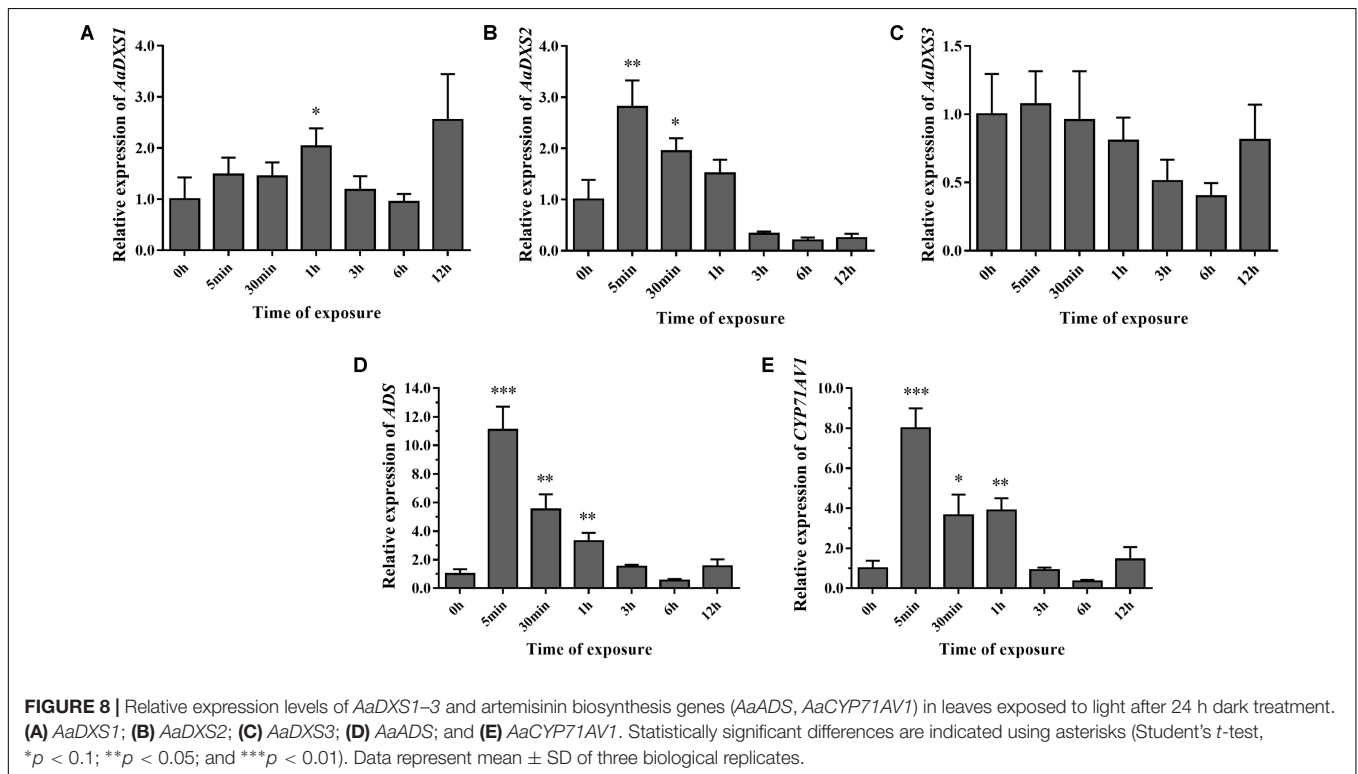 A
Relative expression of AaDXS1
4.0
3.0
2.0
1.0
0.0
*
0h
5min
30min
1h
3h
6h
12h
Time of exposure
B
Relative expression of AaDXS2
4.0
3.0
2.0
1.0
0.0
**
*
0h
5min
30min
1h
3h
6h
12h
Time of exposure
C
Relative expression of AaDXS3
1.5
1.0
0.5
0.0
0h
5min
30min
1h
3h
6h
12h
Time of exposure
D
Relative expression of ADS
14.0
12.0
10.0
8.0
6.0
4.0
2.0
0.0
***
**
**
0h
5min
30min
1h
3h
6h
12h
Time of exposure
E
Relative expression of CYP71AV1
10.0
8.0
6.0
4.0
2.0
0.0
***
*
**
0h
5min
30min
1h
3h
6h
12h
Time of exposure
FIGURE 8 | Relative expression levels of AaDXS1–3 and artemisinin biosynthesis genes (AaADS, AaCYP71AV1) in leaves exposed to light after 24 h dark treatment.
(A) AaDXS1; (B) AaDXS2; (C) AaDXS3; (D) AaADS; and (E) AaCYP71AV1. Statistically significant differences are indicated using asterisks (Student's t-test,
*p < 0.1; **p < 0.05; and ***p < 0.01). Data represent mean ± SD of three biological replicates.